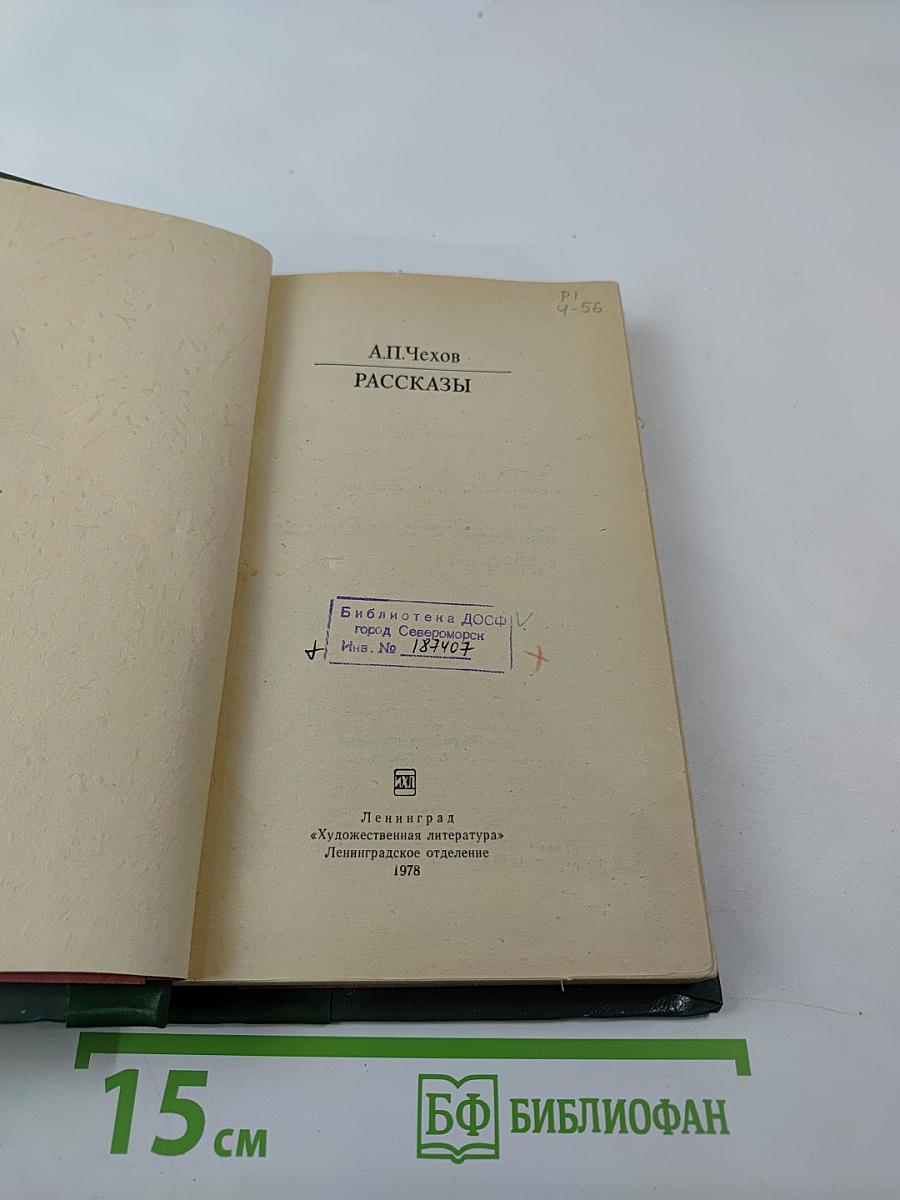 Р1
Ч-56
А.П.Чехов
РАССКАЗЫ
Библиотека ДОСФ
город Североморск
Инв. № 187407
ИХЛ
Ленинград
«Художественная литература»
Ленинградское отделение
1978
15 см
БФ БИБЛИОФАН